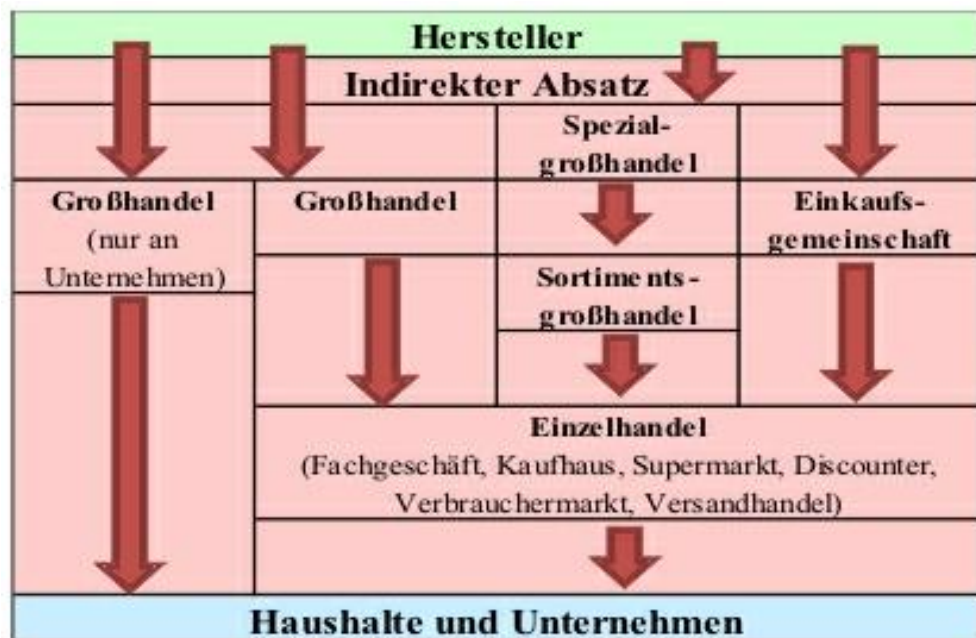 Hersteller
Indirekter Absatz
Spezial-
großhandel
Großhandel
(nur an
Unternehmen)
Großhandel
Einkaufs-
gemeinschaft
Sortiments-
großhandel
Einzelhandel
(Fachgeschäft, Kaufhaus, Supermarkt, Discounter,
Verbrauchermarkt, Versandhandel)
Haushalte und Unternehmen